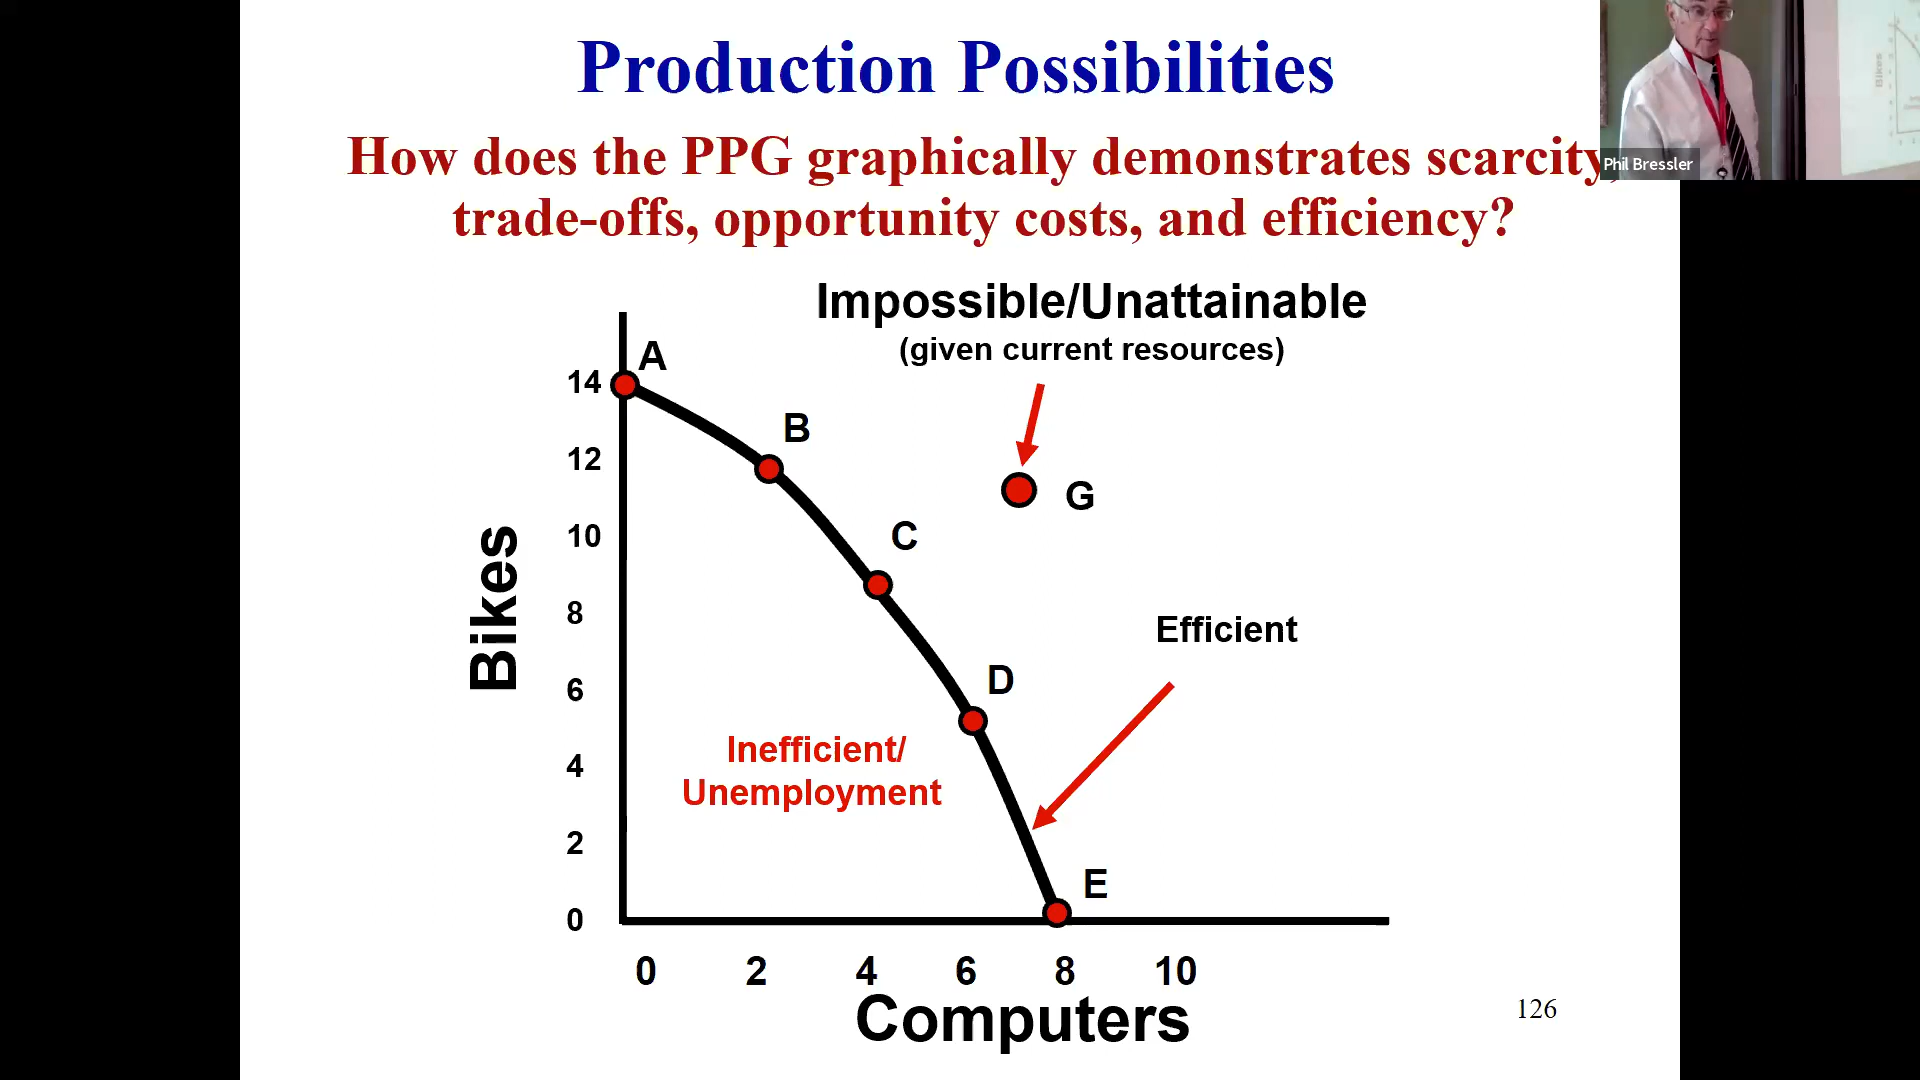 Production Possibilities
How does the PPG graphically demonstrates scarcity,
trade-offs, opportunity costs, and efficiency?
Phil Bressler
Bikes
Impossible/Unattainable
(given current resources)
A
14
B
12
G
10
C
8
Efficient
6
D
Inefficient/
4
Unemployment
2
E
0
0 2 4 6 8 10
Computers
126
Bikes